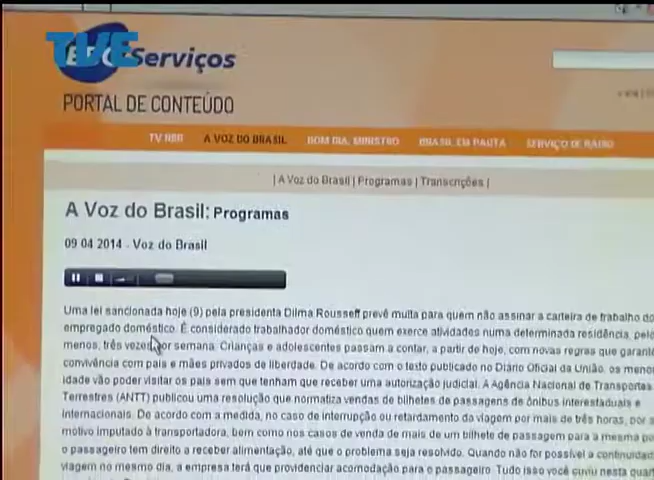 TVE
EBC Serviços
PORTAL DE CONTEÚDO
TV NBR A VOZ DO BRASIL BOM DIA, MINISTRO BRASIL EM PAUTA SERVIÇO DE RÁDIO
| A Voz do Brasil | Programas | Transcrições |
A Voz do Brasil: Programas
09 04 2014 - Voz do Brasil
Uma lei sancionada hoje (9) pela presidenta Dilma Rousseff prevê multa para quem não assinar a carteira de trabalho do
empregado doméstico. É considerado trabalhador doméstico quem exerce atividades numa determinada residência, pelo
menos, três vezes por semana. Crianças e adolescentes passam a contar, a partir de hoje, com novas regras que garante
convivência com pais e mães privados de liberdade. De acordo com o texto publicado no Diário Oficial da União, os meno
idade vão poder visitar os pais sem que tenham que receber uma autorização judicial. A Agência Nacional de Transportes
Terrestres (ANTT) publicou uma resolução que normatiza vendas de bilhetes de passagens de ônibus interestaduais e
internacionais. De acordo com a medida, no caso de interrupção ou retardamento da viagem por mais de três horas, por a
motivo imputado à transportadora, bem como nos casos de venda de mais de um bilhete de passagem para a mesma po
o passageiro tem direito a receber alimentação, até que o problema seja resolvido. Quando não for possível a continuidad
viagem no mesmo dia, a empresa terá que providenciar acomodação para o passageiro. Tudo isso você ouviu nesta quart